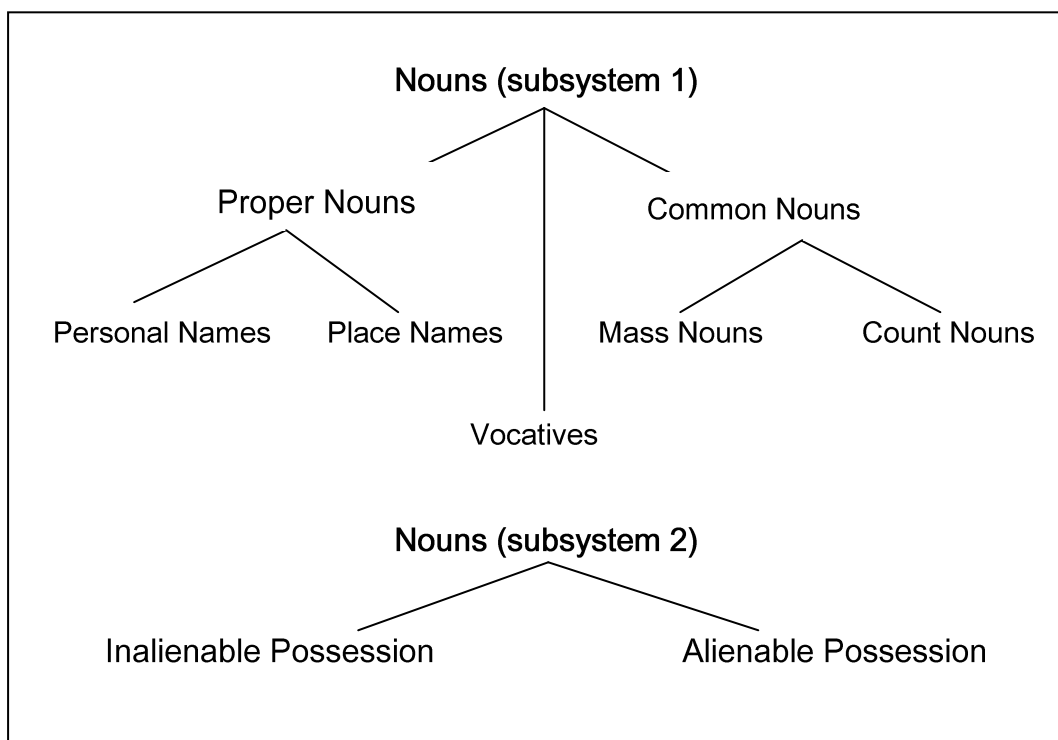 Nouns (subsystem 1)
Proper Nouns
Common Nouns
Personal Names
Place Names
Mass Nouns
Count Nouns
Vocatives
Nouns (subsystem 2)
Inalienable Possession
Alienable Possession